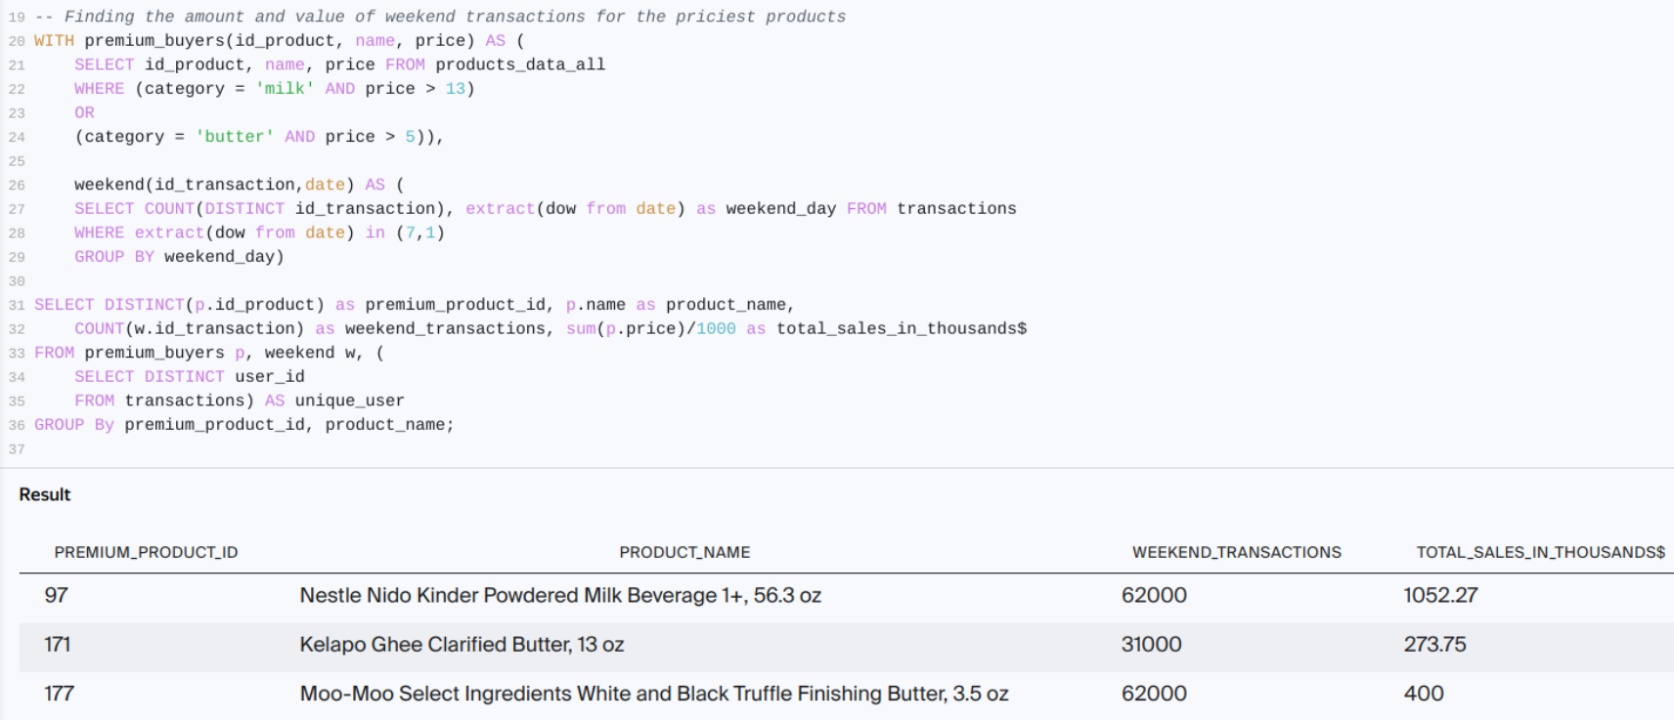 19 -- Finding the amount and value of weekend transactions for the priciest products
20 WITH premium_buyers(id_product, name, price) AS (
21     SELECT id_product, name, price FROM products_data_all
22     WHERE (category = 'milk' AND price > 13)
23     OR
24     (category = 'butter' AND price > 5)),
25
26     weekend(id_transaction,date) AS (
27     SELECT COUNT(DISTINCT id_transaction), extract(dow from date) as weekend_day FROM transactions
28     WHERE extract(dow from date) in (7,1)
29     GROUP BY weekend_day)
30
31 SELECT DISTINCT(p.id_product) as premium_product_id, p.name as product_name,
32     COUNT(w.id_transaction) as weekend_transactions, sum(p.price)/1000 as total_sales_in_thousands$
33 FROM premium_buyers p, weekend w, (
34     SELECT DISTINCT user_id
35     FROM transactions) AS unique_user
36 GROUP By premium_product_id, product_name;
37
Result
PREMIUM_PRODUCT_ID PRODUCT_NAME WEEKEND_TRANSACTIONS TOTAL_SALES_IN_THOUSANDS$
97 Nestle Nido Kinder Powdered Milk Beverage 1+, 56.3 oz 62000 1052.27
171 Kelapo Ghee Clarified Butter, 13 oz 31000 273.75
177 Moo-Moo Select Ingredients White and Black Truffle Finishing Butter, 3.5 oz 62000 400